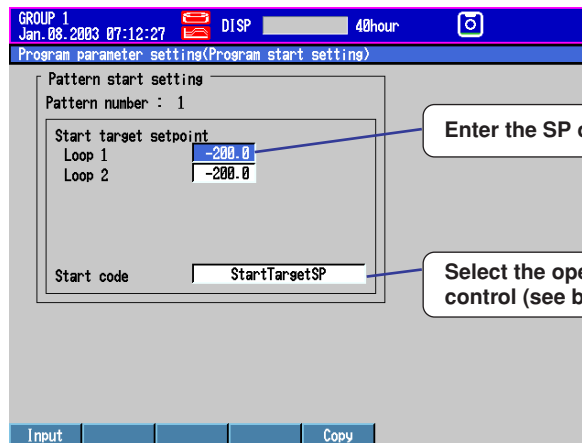 GROUP 1
Jan.08.2003 07:12:27 DISP 40hour
Program parameter setting(Program start setting)
Pattern start setting
Pattern number : 1
Start target setpoint
Loop 1 -200.0
Loop 2 -200.0
Enter the SP
Start code StartTargetSP
Select the
control (see
Input Copy